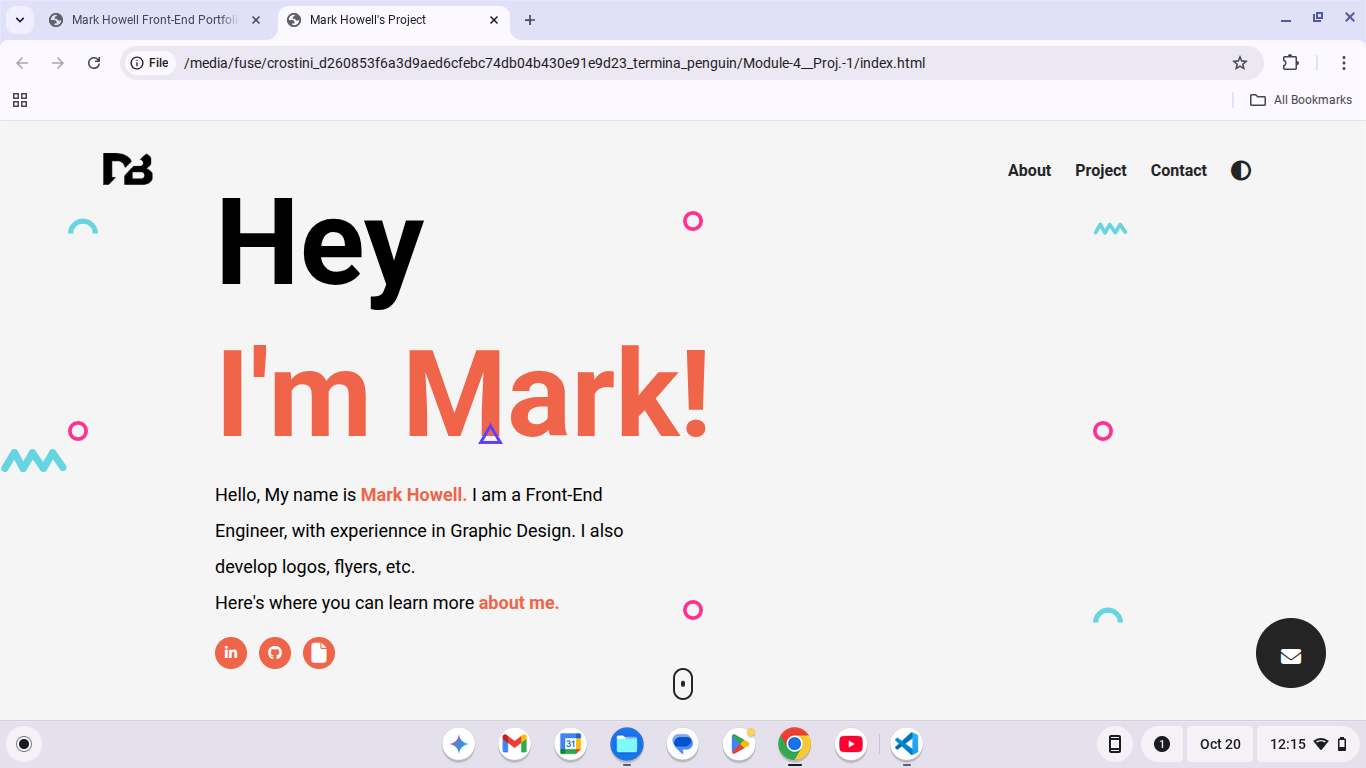 Mark Howell Front-End Portfoli
Mark Howell's Project
File
/media/fuse/crostini_d260853f6a3d9aed6cfebc74db04b430e91e9d23_termina_penguin/Module-4__Proj.-1/index.html
All Bookmarks
DB
About Project Contact
Hey
I'm Mark!
Hello, My name is Mark Howell. I am a Front-End
Engineer, with experiennce in Graphic Design. I also
develop logos, flyers, etc.
Here's where you can learn more about me.
in
31
1
Oct 20
12:15